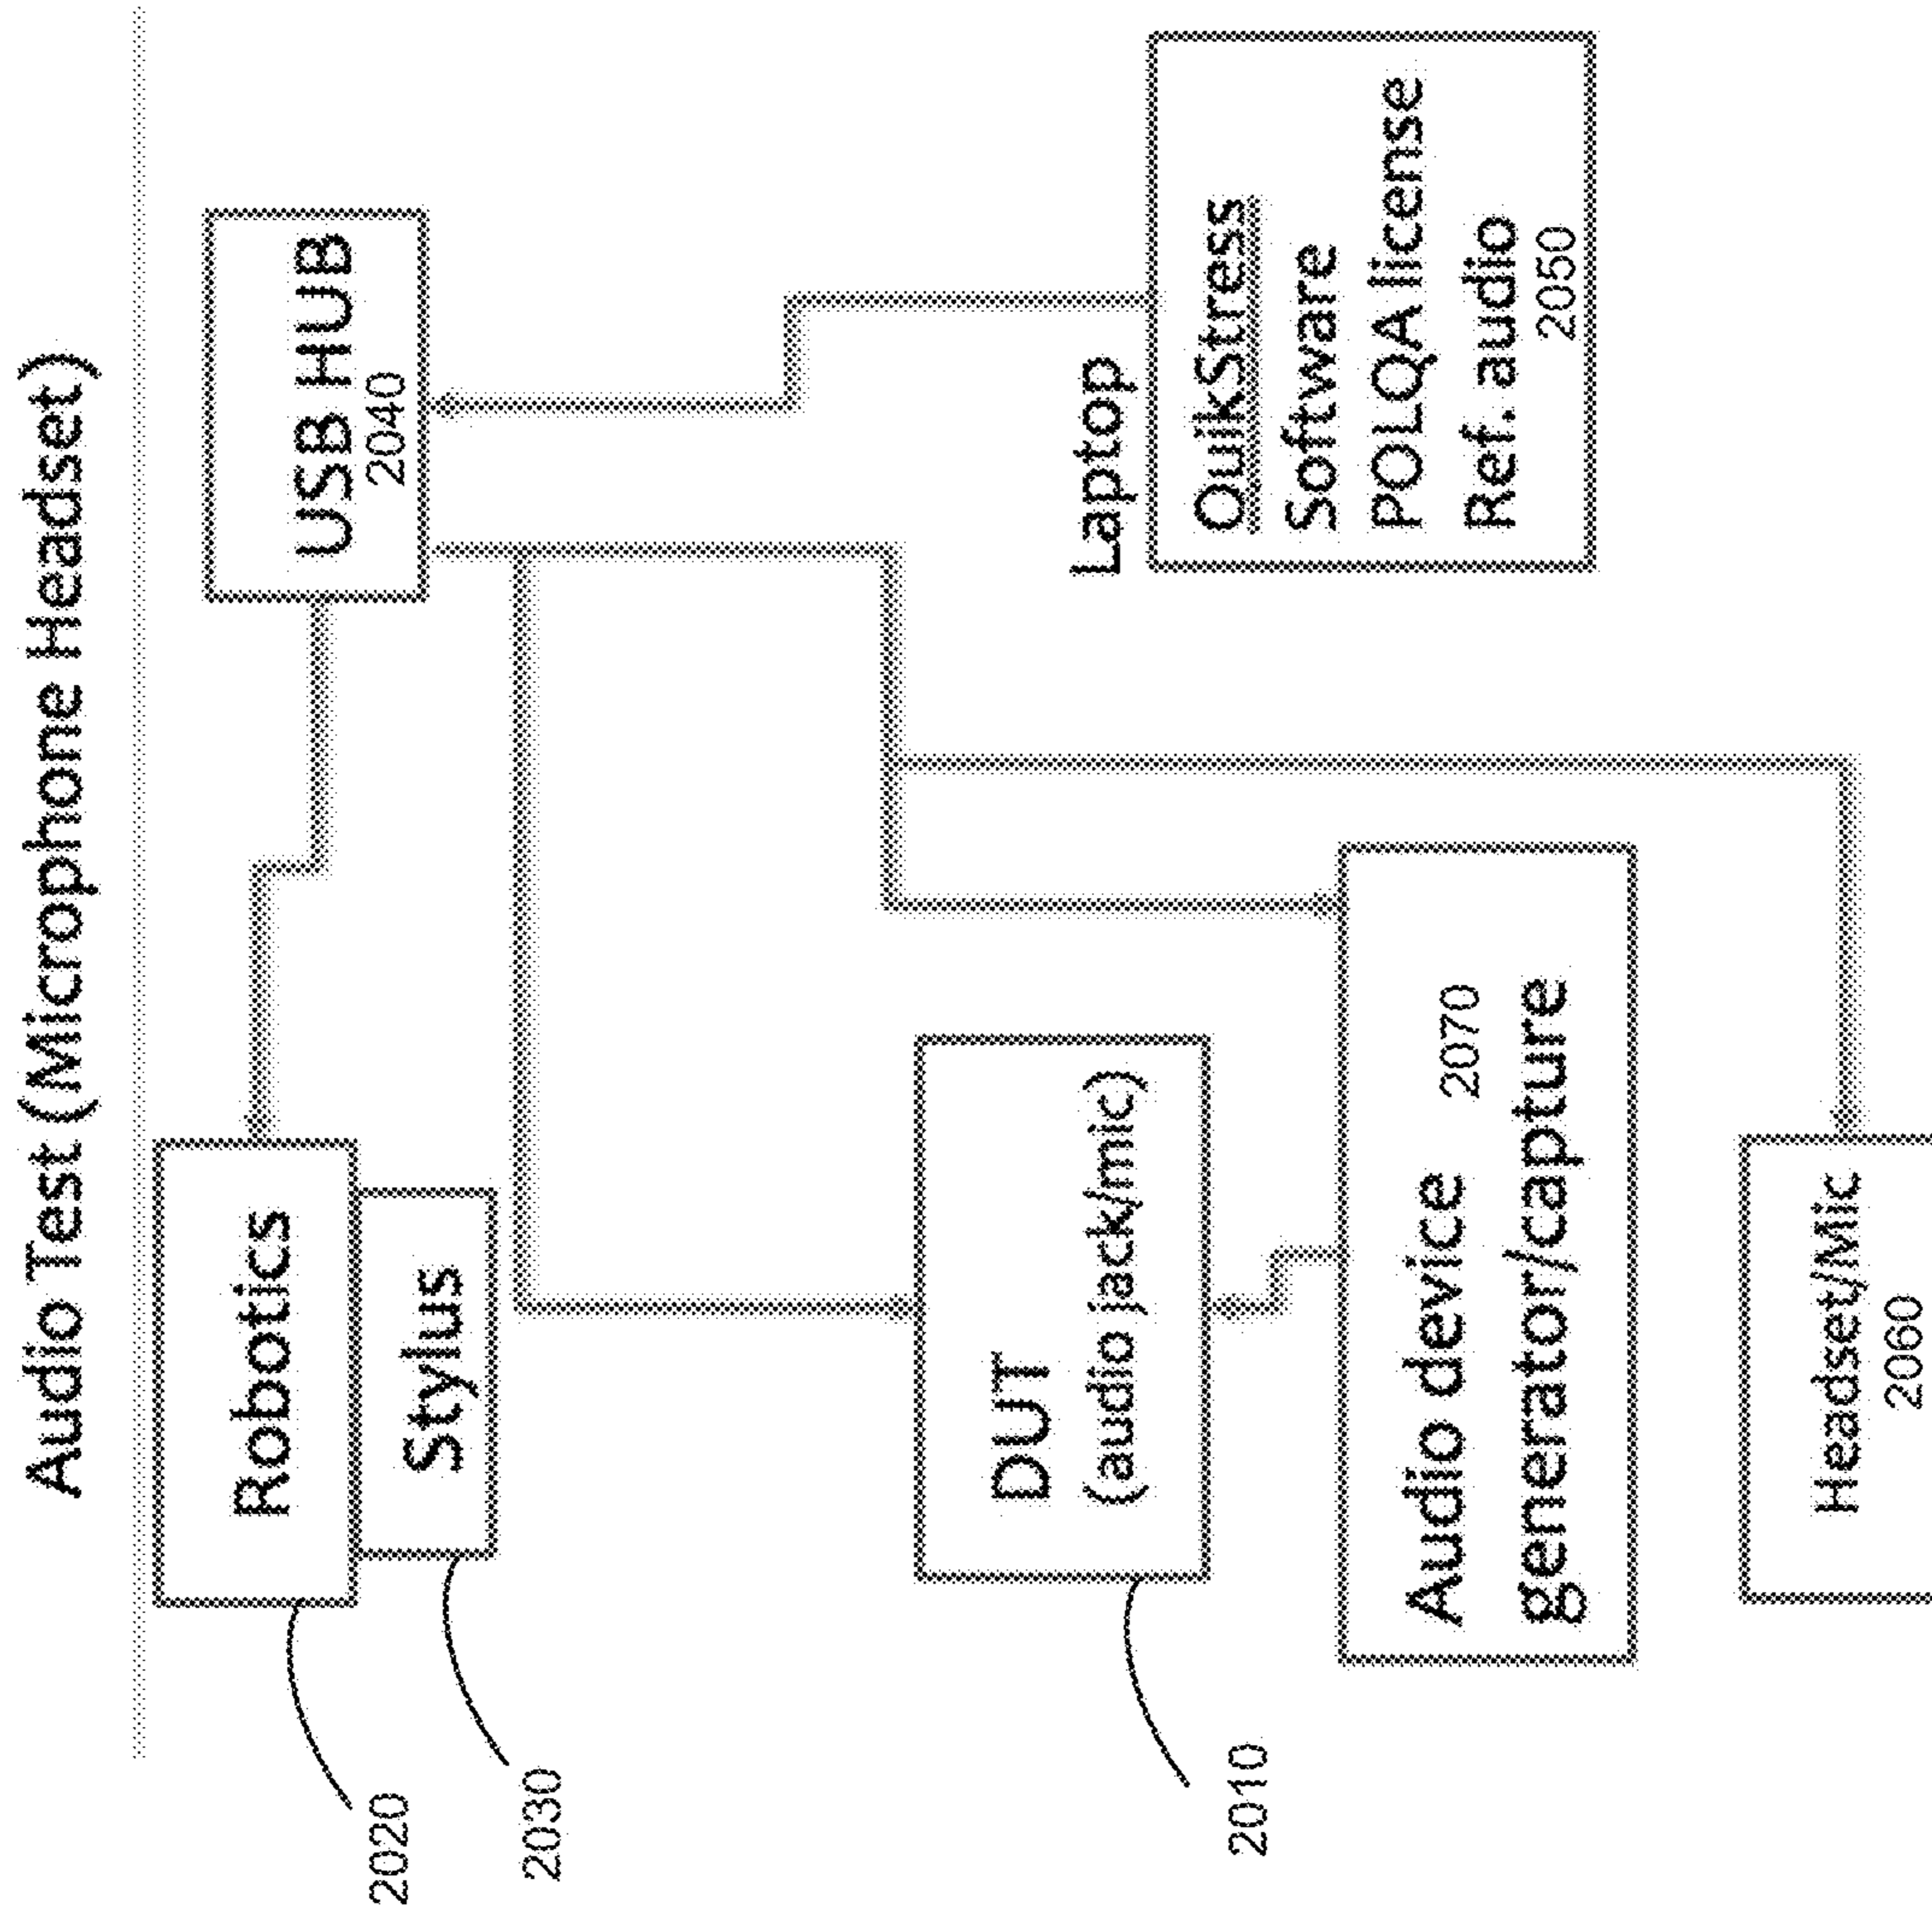 Audio Test (Microphone Headset)
Robotics
2020
Stylus
2030
USB HUB
2040
DUT
(audio jack/mic)
2010
Laptop
QuikStress
Software
POLQA license
Ref. audio
2050
Audio device 2070
generator/capture
Headset/Mic
2060